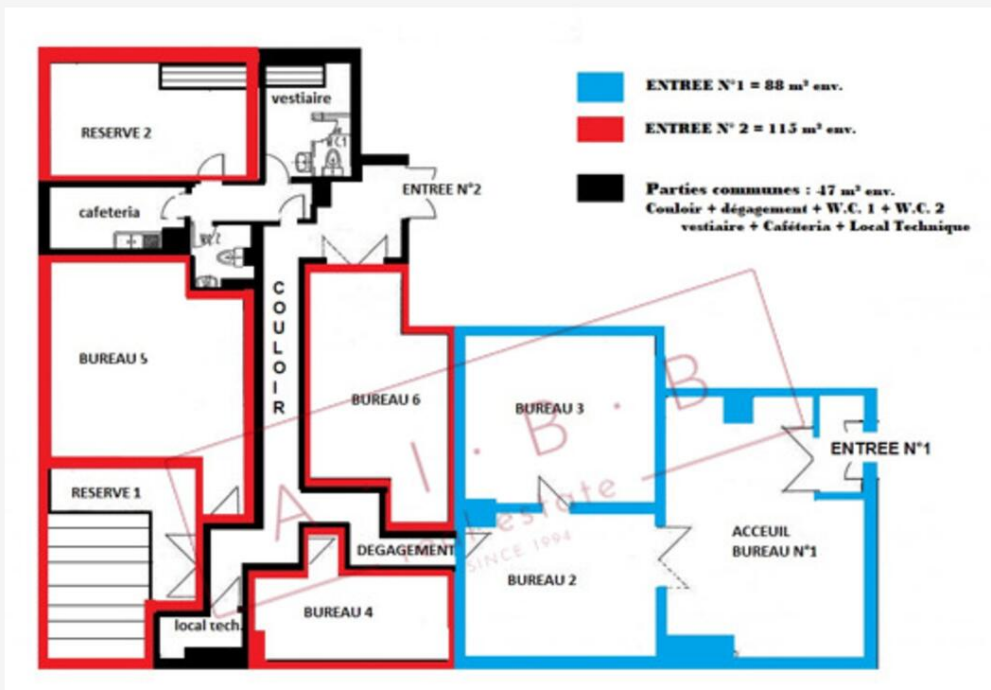 ENTREE N°1 = 88 m² env.
ENTREE N° 2 = 115 m² env.
Parties communes : 47 m² env.
Couloir + dégagement + W.C. 1 + W.C. 2
vestiaire + Caféteria + Local Technique
vestiaire
RESERVE 2
WC1
ENTREE N°2
cafeteria
COULOIR
BUREAU 5
BUREAU 6
BUREAU 3
ENTREE N°1
RESERVE 1
ACCEUIL
BUREAU N°1
DEGAGEMENT
BUREAU 2
BUREAU 4
local tech.
A I . B . B
real estate
SINCE 1994